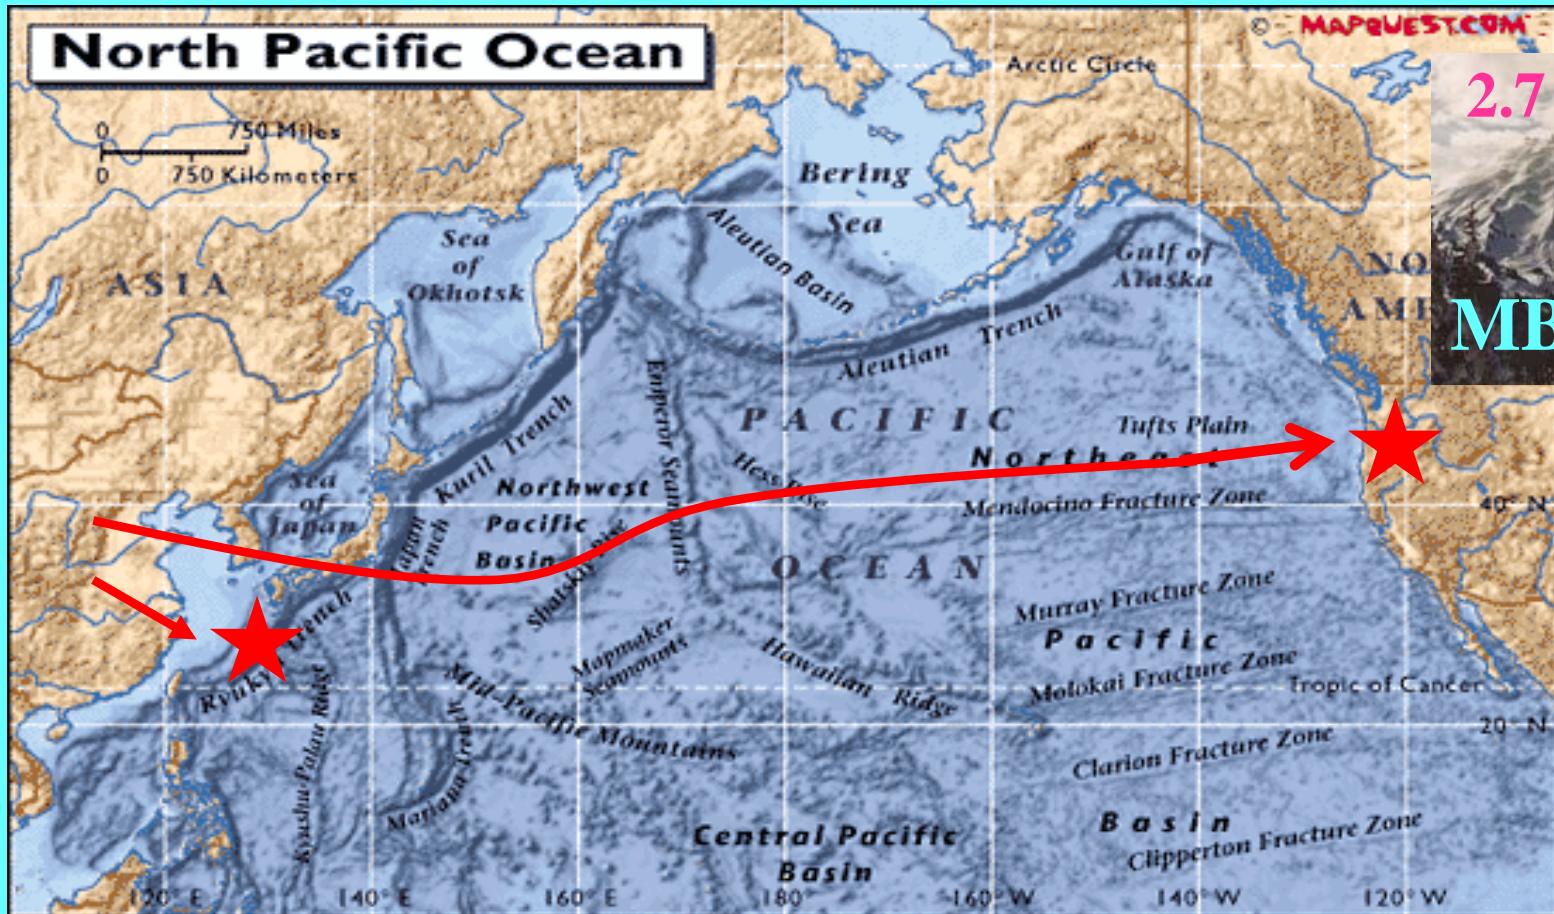 North Pacific Ocean
© MAPQUEST.COM
Arctic Circle
2.7
0 750 Miles
0 750 Kilometers
Bering
Sea
Sea
of
Okhotsk
Aleutian Basin
Gulf of
Alaska
ASIA
NO
AME
MB
Aleutian Trench
Emperor Seamounts
Kuril Trench
PACIFIC
Tufts Plain
Northeast
Hess Rise
Sea
of
Japan
Northwest
Pacific
Basin
Mendocino Fracture Zone
40° N
Japan
Trench
Shatskiy Rise
OCEAN
Murray Fracture Zone
Pacific
Mapmaker
Seamounts
Hawaiian Ridge
Molokai Fracture Zone
Tropic of Cancer
Ryukyu Trench
Kyushu-Palau Ridge
Mid-Pacific Mountains
20° N
Mariana Trench
Clarion Fracture Zone
Central Pacific
Basin
Basin
Clipperton Fracture Zone
120° E
140° E
160° E
180°
160° W
140° W
120° W